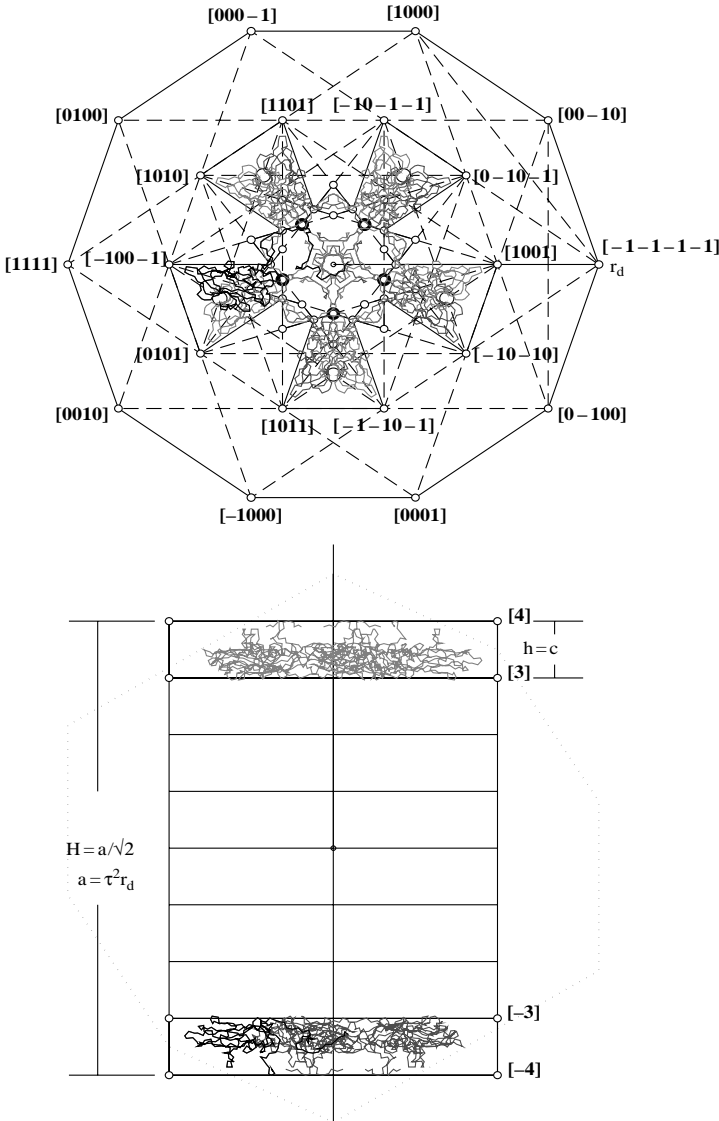 [000–1] [1000]
[0100] [1101] [–10–1–1] [00–10]
[1010] [0–10–1]
[1111] [–100–1] [1001] [–1–1–1–1]
r_d
[0101] [–10–10]
[0010] [1011] [–1–10–1] [0–100]
[–1000] [0001]
[4]
h = c
[3]
H = a/√2
a = τ²r_d
[–3]
[–4]